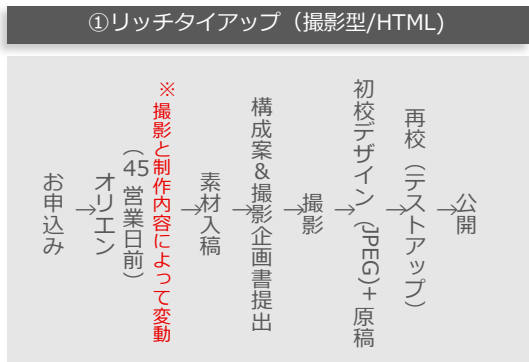 ①リッチタイアップ（撮影型/HTML)
お申込み
→
オリエン
（45営業日前）
※撮影と制作内容によって変動
→
素材入稿
→
構成案&撮影企画書提出
→
撮影
→
初校デザイン（JPEG)＋原稿
→
再校（テストアップ）
→
公開